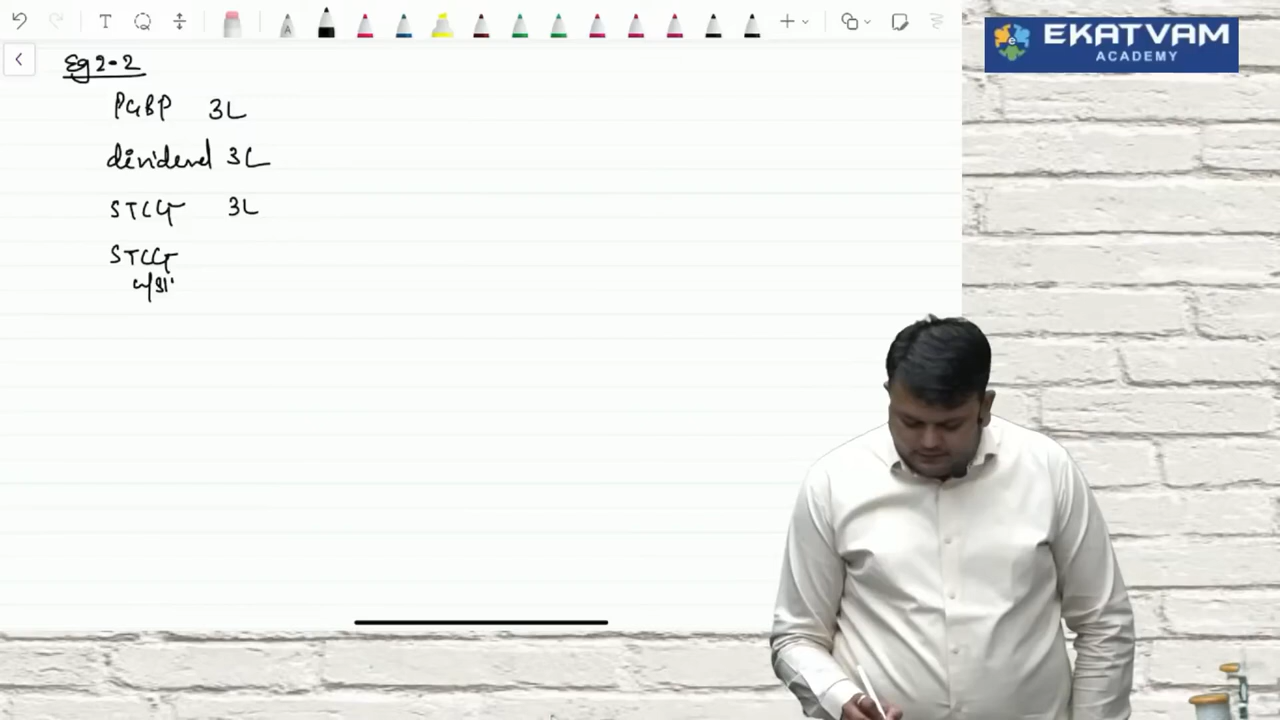 EKATVAM
ACADEMY
Eg 2.2
PGBP 3L
dividend 3L
STCG 3L
STCG